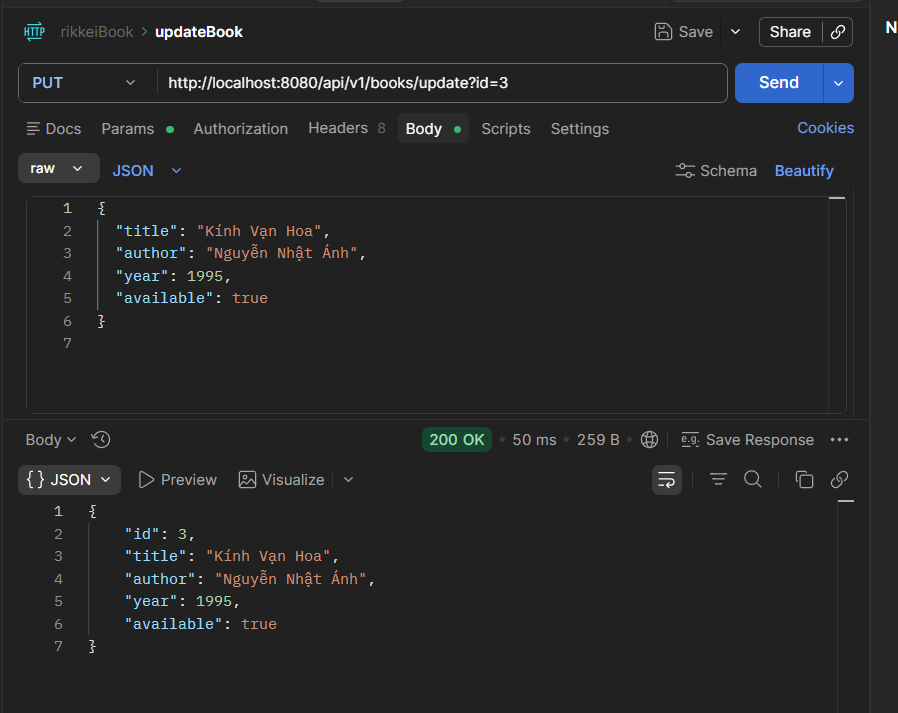 HTTP rikkeiBook > updateBook Save Share N
PUT http://localhost:8080/api/v1/books/update?id=3 Send
Docs Params Authorization Headers 8 Body Scripts Settings Cookies
raw JSON Schema Beautify
1 {
2 "title": "Kính Vạn Hoa",
3 "author": "Nguyễn Nhật Ánh",
4 "year": 1995,
5 "available": true
6 }
7
Body 200 OK • 50 ms • 259 B • e.g. Save Response •••
{} JSON Preview Visualize
1 {
2 "id": 3,
3 "title": "Kính Vạn Hoa",
4 "author": "Nguyễn Nhật Ánh",
5 "year": 1995,
6 "available": true
7 }